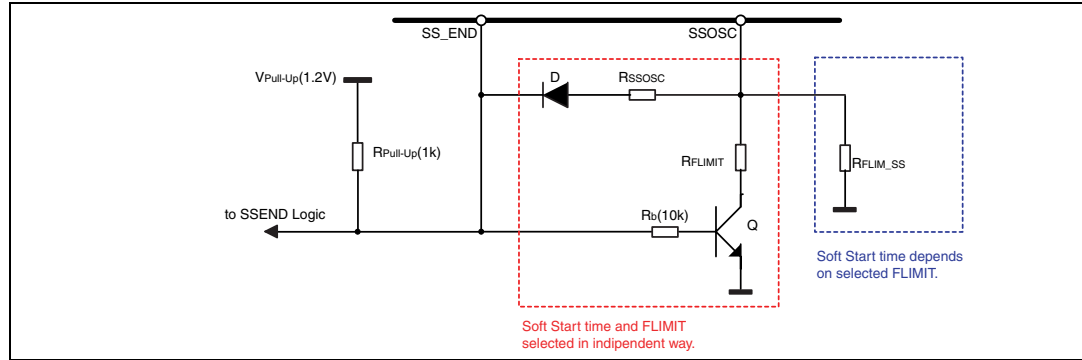 SS_END
SSOSC
VPull-Up(1.2V)
D
RSSOSC
RPull-Up(1k)
RFLIMIT
RFLIM_SS
to SSEND Logic
Rb(10k)
Q
Soft Start time depends
on selected FLIMIT.
Soft Start time and FLIMIT
selected in indipendent way.